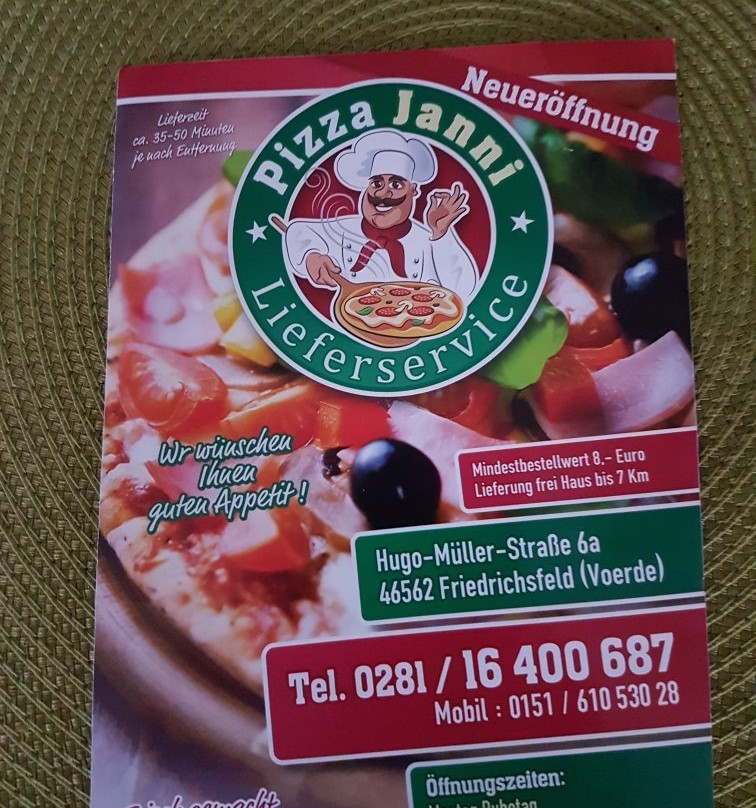 Neueröffnung
Lieferzeit
ca. 35-50 Minuten
je nach Entfernung
Pizza Janni
Lieferservice
Wr wünschen
Ihnen
guten Appetit!
Mindestbestellwert 8.- Euro
Lieferung frei Haus bis 7 Km
Hugo-Müller-Straße 6a
46562 Friedrichsfeld (Voerde)
Tel. 0281 / 16 400 687
Mobil : 0151 / 610 530 28
Öffnungszeiten: